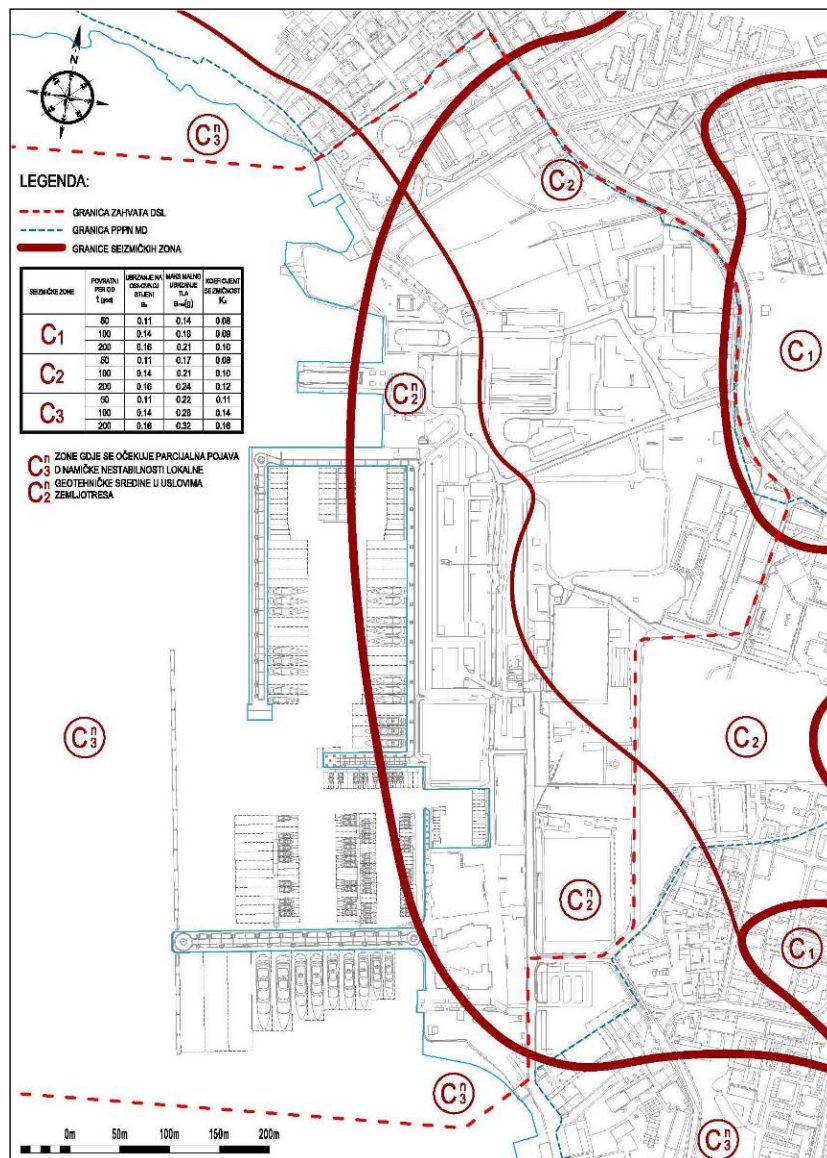 N
C₃ⁿ
LEGENDA:
GRANICA ZAHVATA DSL
GRANICA PPPN MD
GRANICE SEIZMIČKIH ZONA
SEIZMIČKE ZONE
POVRATNI PERIOD t (god)
UBRZANJE NA OSNOVNOJ STIJENI
MAKSIMALNO UBRZANJE TLA (g)
KOEFICIJENT SEIZMIČNOST
C₁
50 0.11 0.14 0.08
100 0.14 0.18 0.09
200 0.16 0.21 0.10
C₂
50 0.11 0.17 0.08
100 0.14 0.21 0.10
200 0.16 0.24 0.12
C₃
50 0.11 0.22 0.11
100 0.14 0.28 0.14
200 0.16 0.32 0.16
C₃ⁿ ZONE GDJE SE OČEKUJE PARCIJALNA POJAVA
DINAMIČKE NESTABILNOSTI LOKALNE
C₂ⁿ GEOTEHNIČKE SREDINE U USLOVIMA
ZEMLJOTRESA
C₂
C₁
C₂ⁿ
C₃ⁿ
C₂
C₂ⁿ
C₁
C₃ⁿ
C₃ⁿ
0m 50m 100m 150m 200m